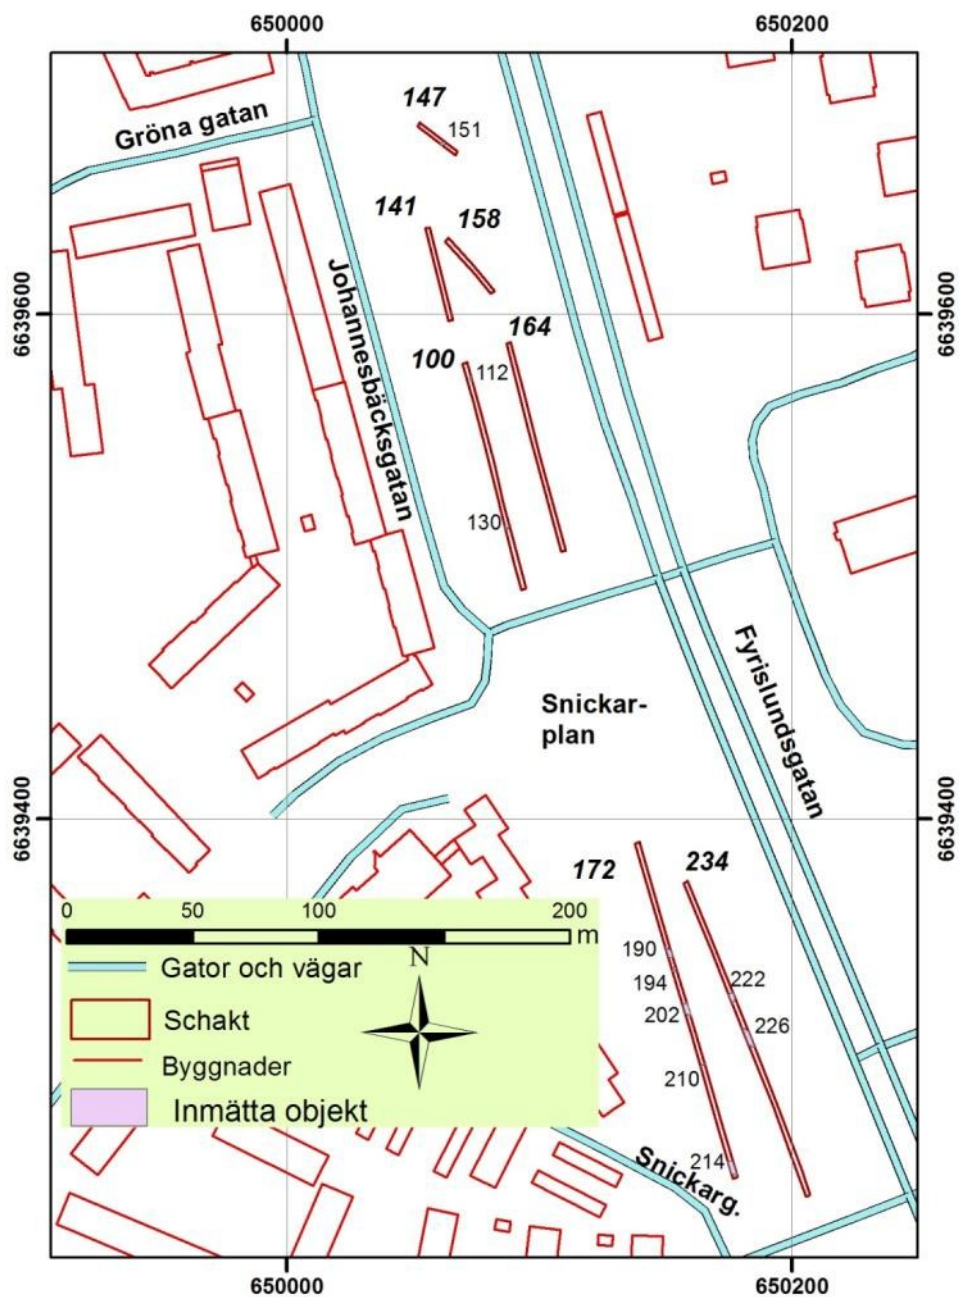 650000
650200
147
151
Gröna gatan
141
158
Johannesbäcksgatan
6639600
6639600
164
100
112
130
Fyrislundsgatan
Snickar-
plan
6639400
6639400
172
234
0 50 100 200
m
190
N
Gator och vägar
194
222
202
Schakt
226
Byggnader
210
Inmätta objekt
214
Snickarg.
650000
650200